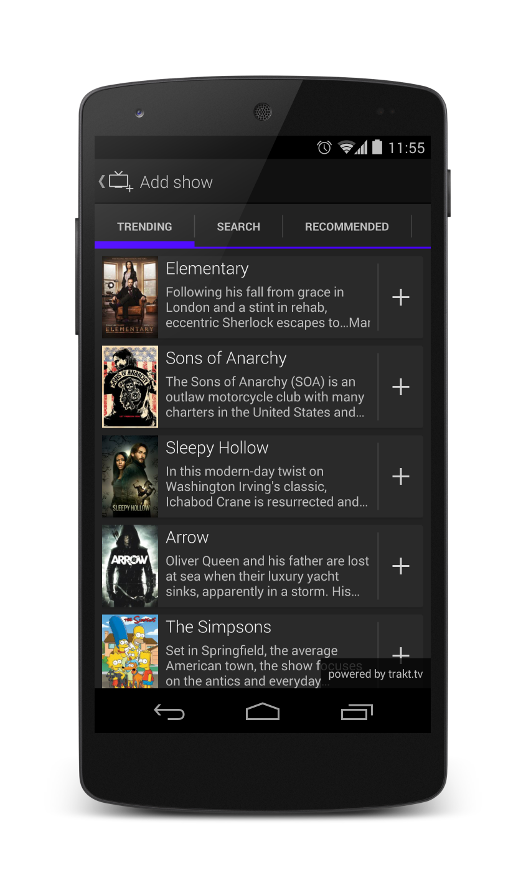 11:55
Add show
TRENDING
SEARCH
RECOMMENDED
Elementary
Following his fall from grace in
London and a stint in rehab,
eccentric Sherlock escapes to...Mar
ELEMENTARY
Sons of Anarchy
The Sons of Anarchy (SOA) is an
outlaw motorcycle club with many
charters in the United States and...
Sleepy Hollow
In this modern-day twist on
Washington Irving's classic,
Ichabod Crane is resurrected and...
SLEEPY HOLLOW
Arrow
Oliver Queen and his father are lost
at sea when their luxury yacht
sinks, apparently in a storm. His...
ARROW
The Simpsons
Set in Springfield, the average
American town, the show focuses
on the antics and everyday...
powered by trakt.tv